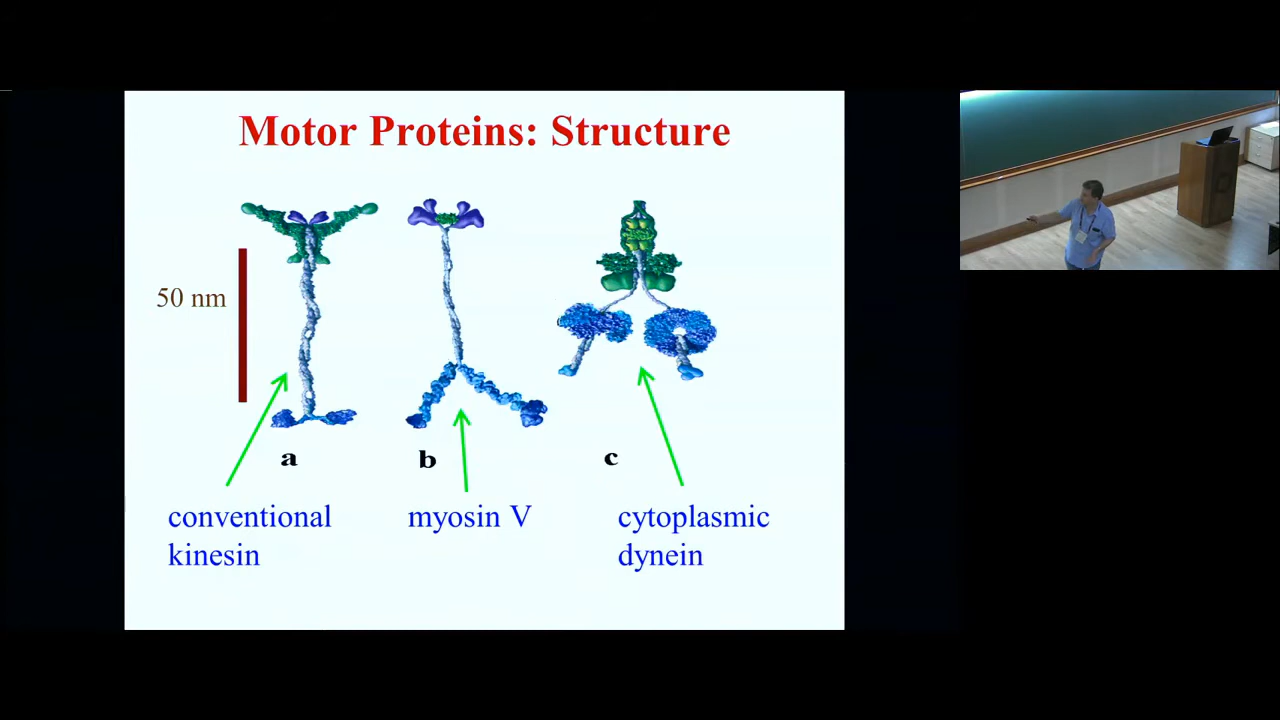 Motor Proteins: Structure
50 nm
a
b
c
conventional
kinesin
myosin V
cytoplasmic
dynein